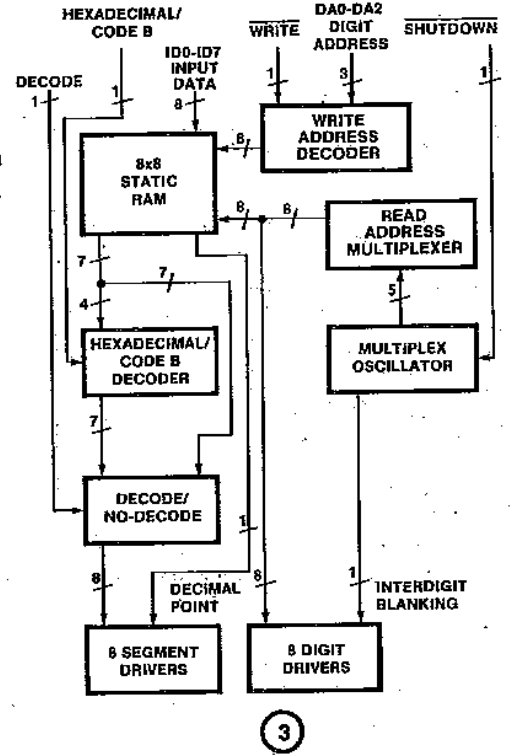 HEXADECIMAL/
CODE B
WRITE
DA0-DA2
DIGIT
ADDRESS
SHUTDOWN
DECODE
ID0-ID7
INPUT
DATA
1
1
8
1
3
1
WRITE
ADDRESS
DECODER
8
8x8
STATIC
RAM
8
8
READ
ADDRESS
MULTIPLEXER
7
7
4
5
HEXADECIMAL/
CODE B
DECODER
MULTIPLEX
OSCILLATOR
7
DECODE/
NO-DECODE
1
8
DECIMAL
POINT
8
1
INTERDIGIT
BLANKING
8 SEGMENT
DRIVERS
8 DIGIT
DRIVERS
3